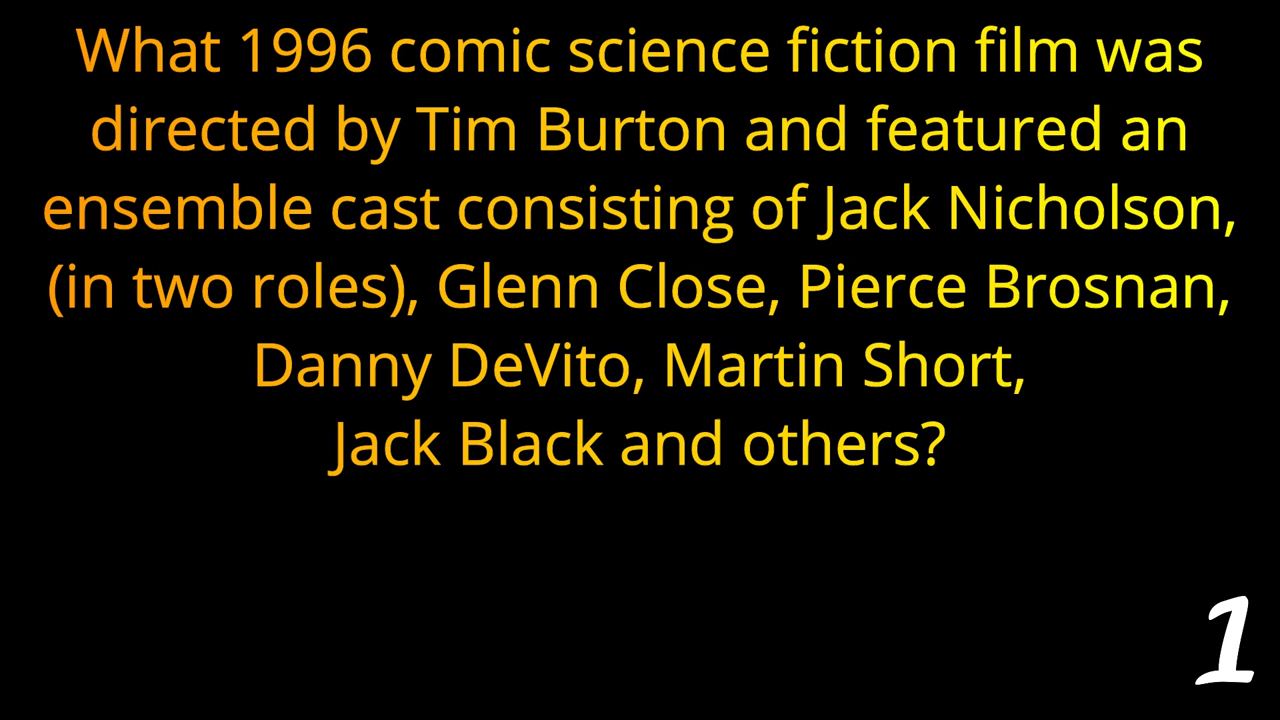 What 1996 comic science fiction film was
directed by Tim Burton and featured an
ensemble cast consisting of Jack Nicholson,
(in two roles), Glenn Close, Pierce Brosnan,
Danny DeVito, Martin Short,
Jack Black and others?
1